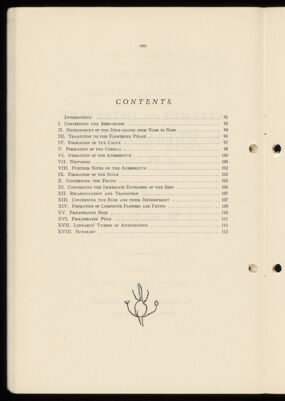 CONTENTS
INTRODUCTION 91
I. CONCERNING THE SEED-LEAVES 92
II. DEVELOPMENT OF THE STEM-LEAVES FROM NODE TO NODE 94
III. TRANSITION TO THE FLOWERING PHASE 96
IV. FORMATION OF THE CALYX 97
V. FORMATION OF THE COROLLA 98
VI. FORMATION OF THE ANDROECIUM 100
VII. NECTARIES 100
VIII. FURTHER NOTES ON THE ANDROECIUM 102
IX. FORMATION OF THE STYLE 103
X. CONCERNING THE FRUITS 105
XI. CONCERNING THE IMMEDIATE ENVELOPES OF THE SEED 106
XII. RECAPITULATION AND TRANSITION 107
XIII. CONCERNING THE BUDS AND THEIR DEVELOPMENT 107
XIV. FORMATION OF COMPOSITE FLOWERS AND FRUITS 109
XV. PROLIFERATED ROSE 110
XVI. PROLIFERATED PINK 111
XVII. LINNAEUS' THEORY OF ANTICIPATION 111
XVIII. SUMMARY 113